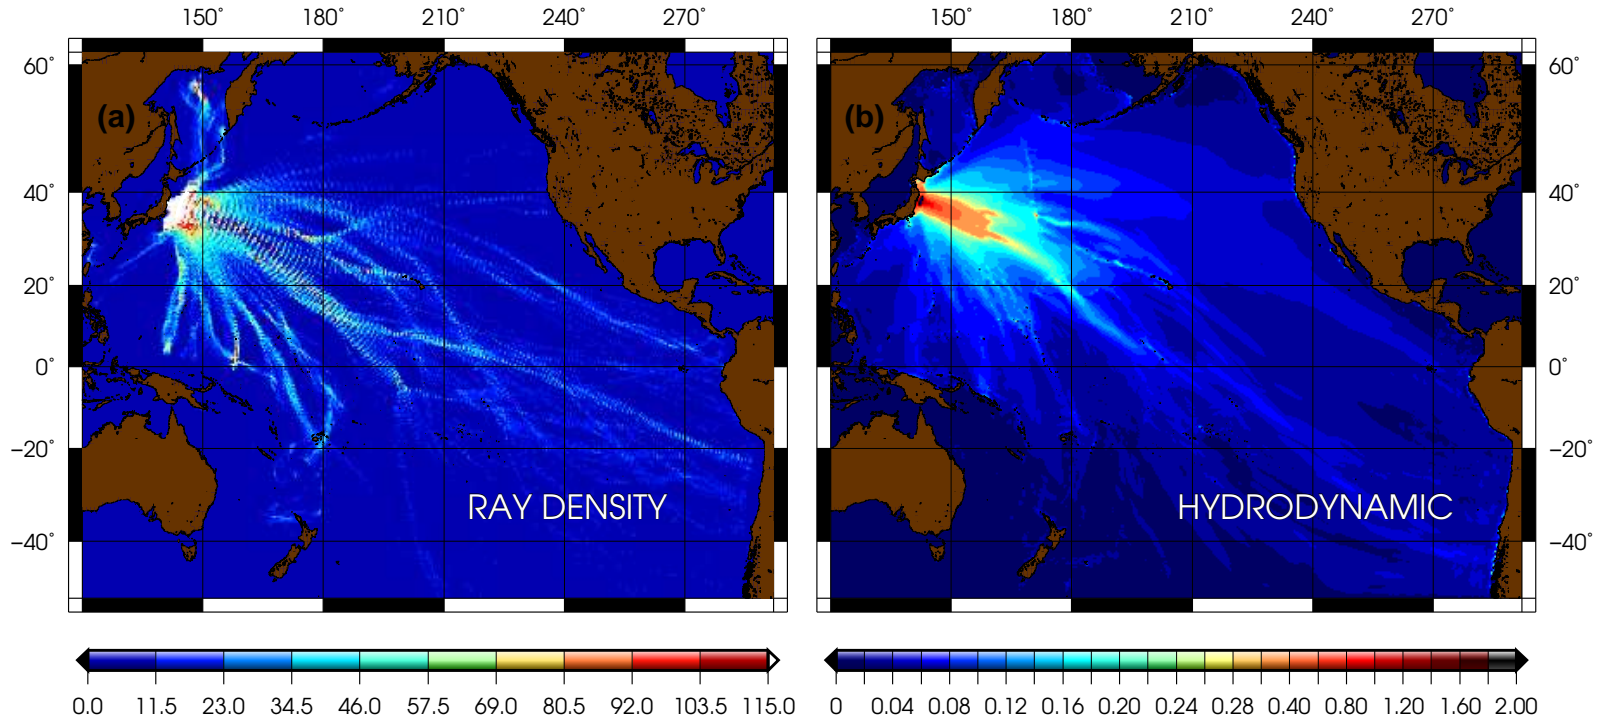 150° 180° 210° 240° 270° 150° 180° 210° 240° 270°
60° 60°
(a) (b)
40° 40°
20° 20°
0° 0°
−20° −20°
RAY DENSITY HYDRODYNAMIC
−40° −40°
0.0 11.5 23.0 34.5 46.0 57.5 69.0 80.5 92.0 103.5 115.0 0 0.04 0.08 0.12 0.16 0.20 0.24 0.28 0.40 0.80 1.20 1.60 2.00